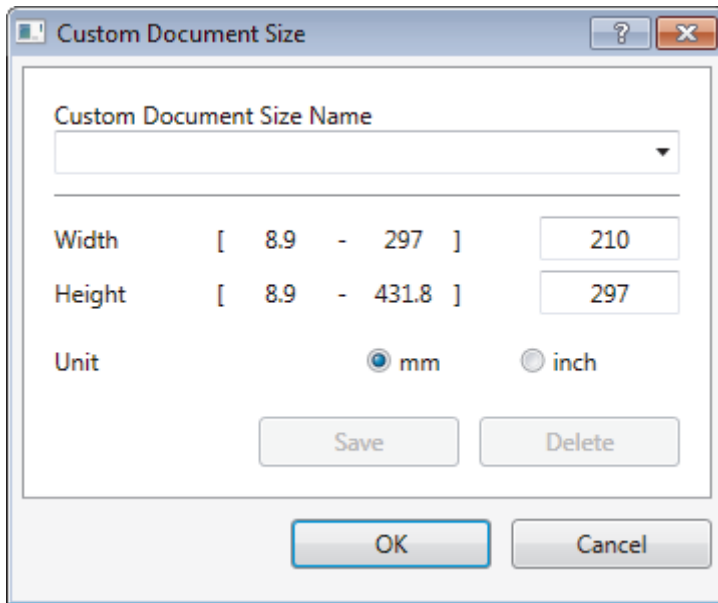 Custom Document Size
?
Custom Document Size Name
Width [ 8.9 - 297 ] 210
Height [ 8.9 - 431.8 ] 297
Unit mm inch
Save Delete
OK Cancel